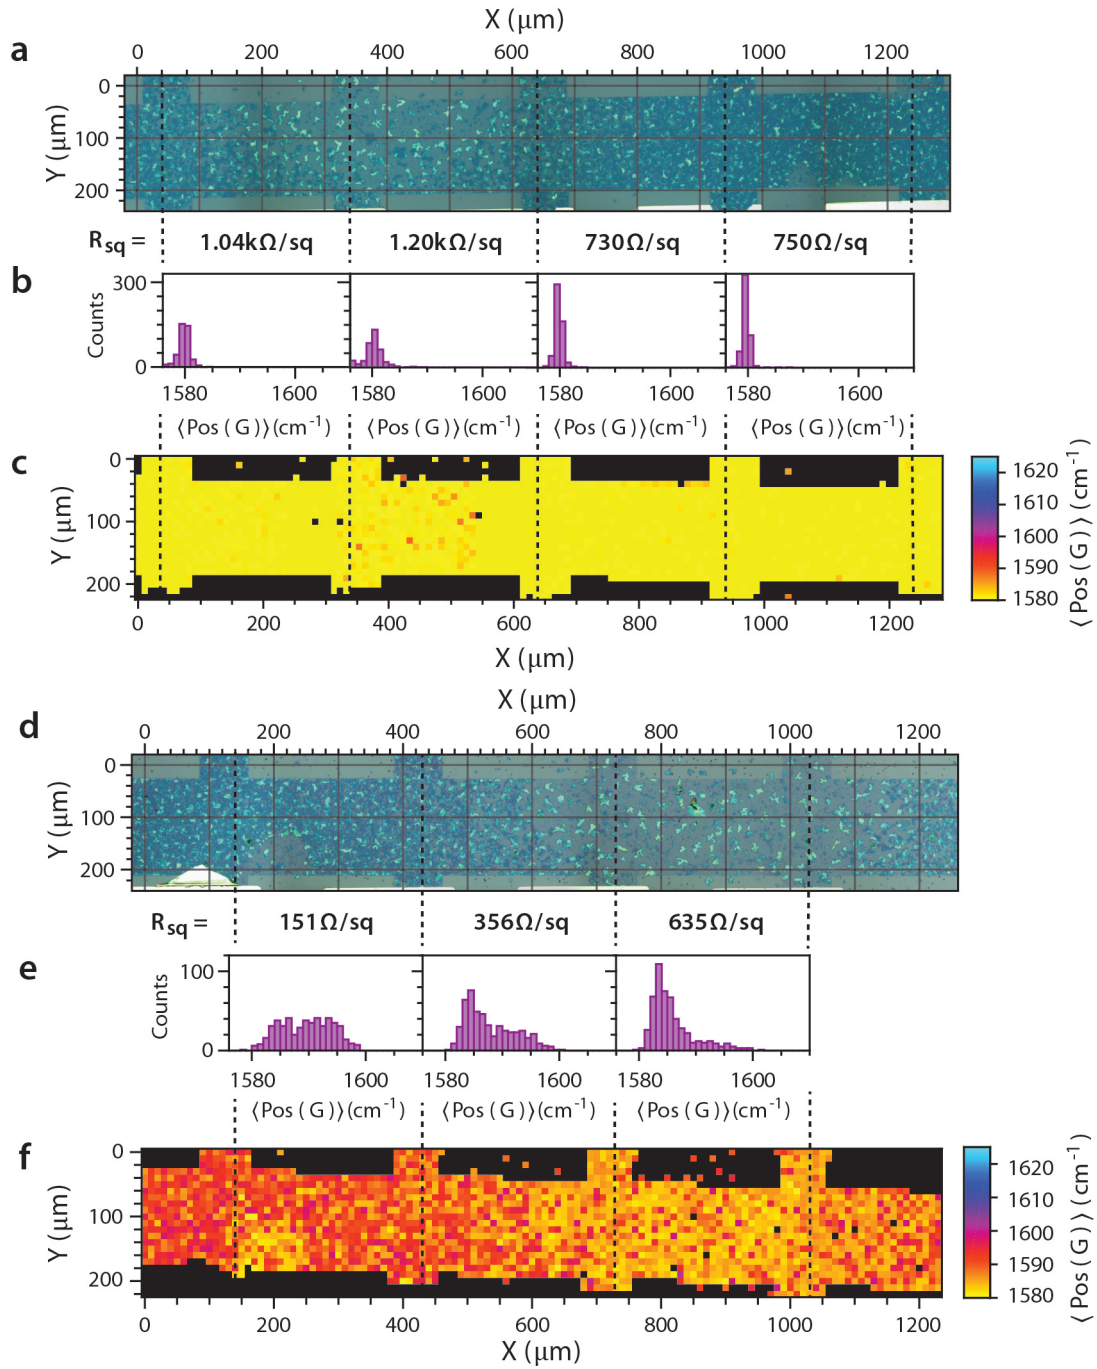 X (μm)
a
0 200 400 600 800 1000 1200
Y (μm)
0
100
200
R_sq = 1.04kΩ/sq 1.20kΩ/sq 730Ω/sq 750Ω/sq
b
Counts
300
0
1580 1600 1580 1600 1580 1600 1580 1600
⟨Pos ( G )⟩(cm⁻¹) ⟨Pos ( G )⟩(cm⁻¹) ⟨Pos ( G )⟩(cm⁻¹) ⟨Pos ( G )⟩(cm⁻¹)
c
Y (μm)
0
100
200
0 200 400 600 800 1000 1200
X (μm)
1620
1610
1600
1590
1580
⟨ Pos ( G ) ⟩ ( cm⁻¹ )
X (μm)
d
0 200 400 600 800 1000 1200
Y (μm)
0
100
200
R_sq = 151Ω/sq 356Ω/sq 635Ω/sq
e
Counts
100
0
1580 1600 1580 1600 1580 1600
⟨Pos ( G )⟩(cm⁻¹) ⟨Pos ( G )⟩(cm⁻¹) ⟨Pos ( G )⟩(cm⁻¹)
f
Y (μm)
0
100
200
0 200 400 600 800 1000 1200
X (μm)
1620
1610
1600
1590
1580
⟨ Pos ( G ) ⟩ ( cm⁻¹ )